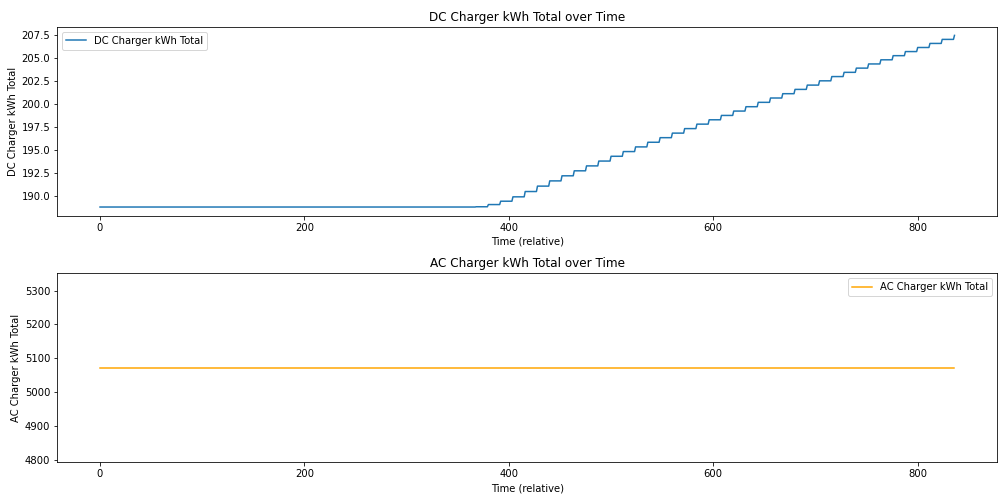 DC Charger kWh Total over Time
DC Charger kWh Total
DC Charger kWh Total
207.5
205.0
202.5
200.0
197.5
195.0
192.5
190.0
0 200 400 600 800
Time (relative)
AC Charger kWh Total over Time
AC Charger kWh Total
AC Charger kWh Total
5300
5200
5100
5000
4900
4800
0 200 400 600 800
Time (relative)